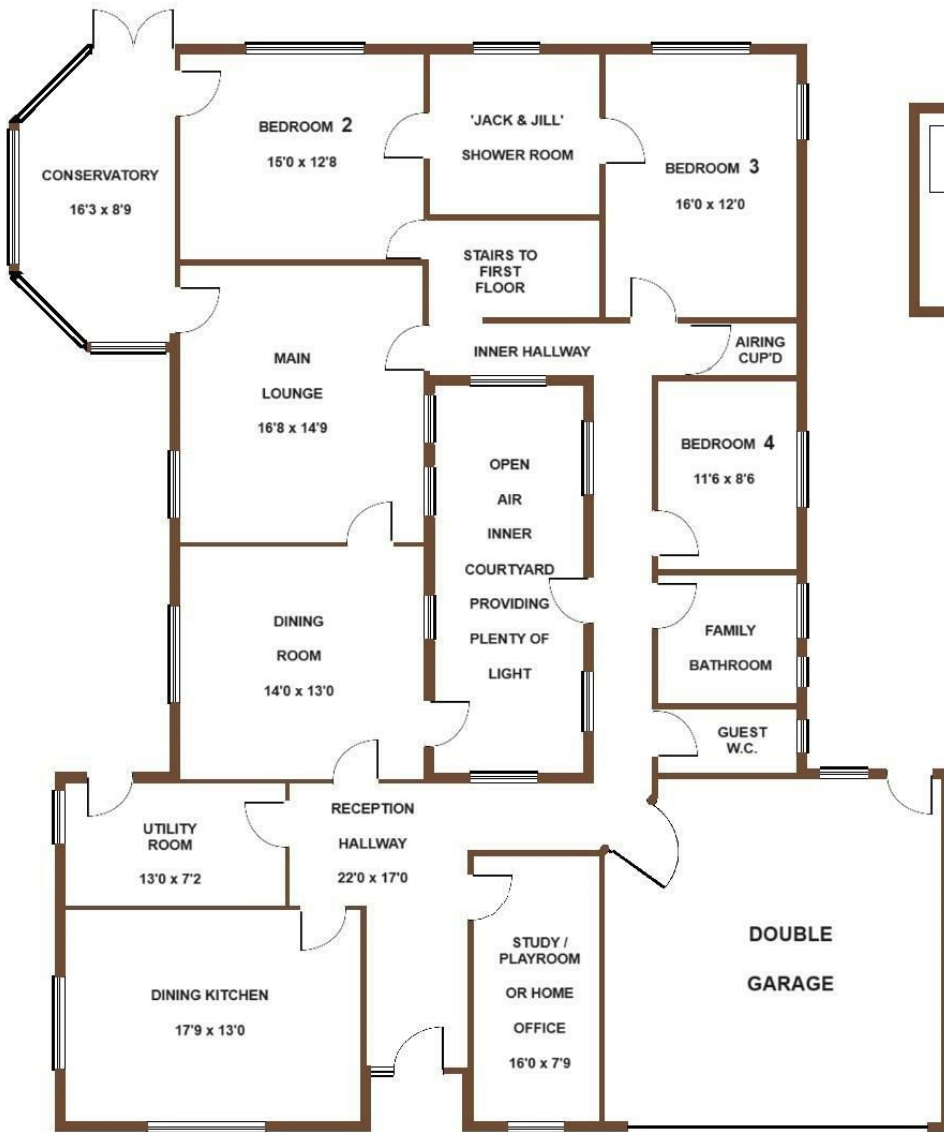 BEDROOM 2
15'0 x 12'8
'JACK & JILL'
SHOWER ROOM
BEDROOM 3
16'0 x 12'0
CONSERVATORY
16'3 x 8'9
STAIRS TO
FIRST
FLOOR
INNER HALLWAY
AIRING
CUP'D
MAIN
LOUNGE
16'8 x 14'9
OPEN
AIR
INNER
COURTYARD
PROVIDING
PLENTY OF
LIGHT
BEDROOM 4
11'6 x 8'6
DINING
ROOM
14'0 x 13'0
FAMILY
BATHROOM
GUEST
W.C.
UTILITY
ROOM
13'0 x 7'2
RECEPTION
HALLWAY
22'0 x 17'0
DINING KITCHEN
17'9 x 13'0
STUDY /
PLAYROOM
OR HOME
OFFICE
16'0 x 7'9
DOUBLE
GARAGE